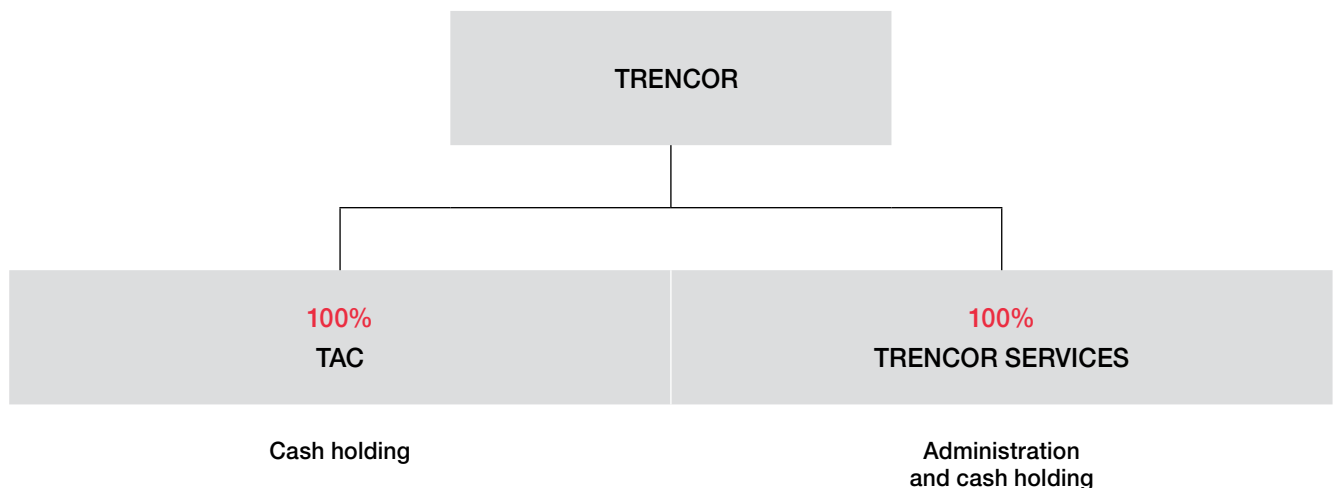 TRENCOR
100%
TAC
100%
TRENCOR SERVICES
Cash holding
Administration
and cash holding